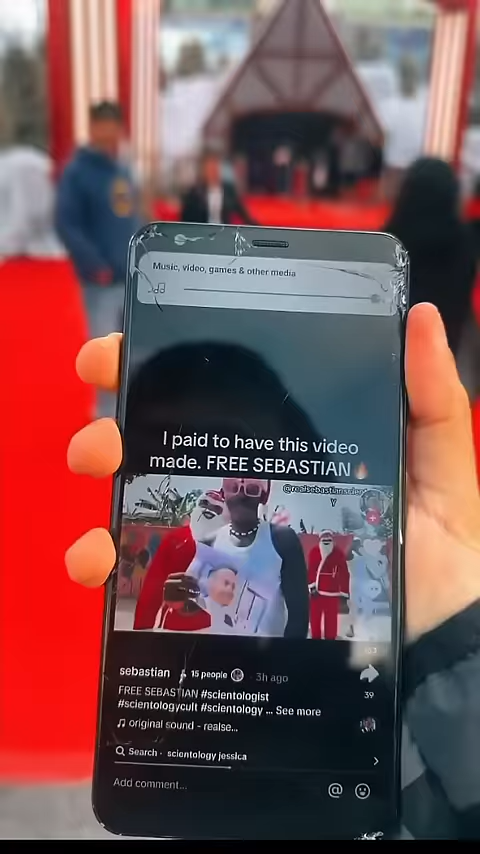 Music, video, games & other media
I paid to have this video
made. FREE SEBASTIAN🔥
sebastian 15 people · 3h ago
39
FREE SEBASTIAN #scientologist
#scientologycult #scientology ... See more
♫ original sound - realse...
Search · scientology jessica
Add comment...
@